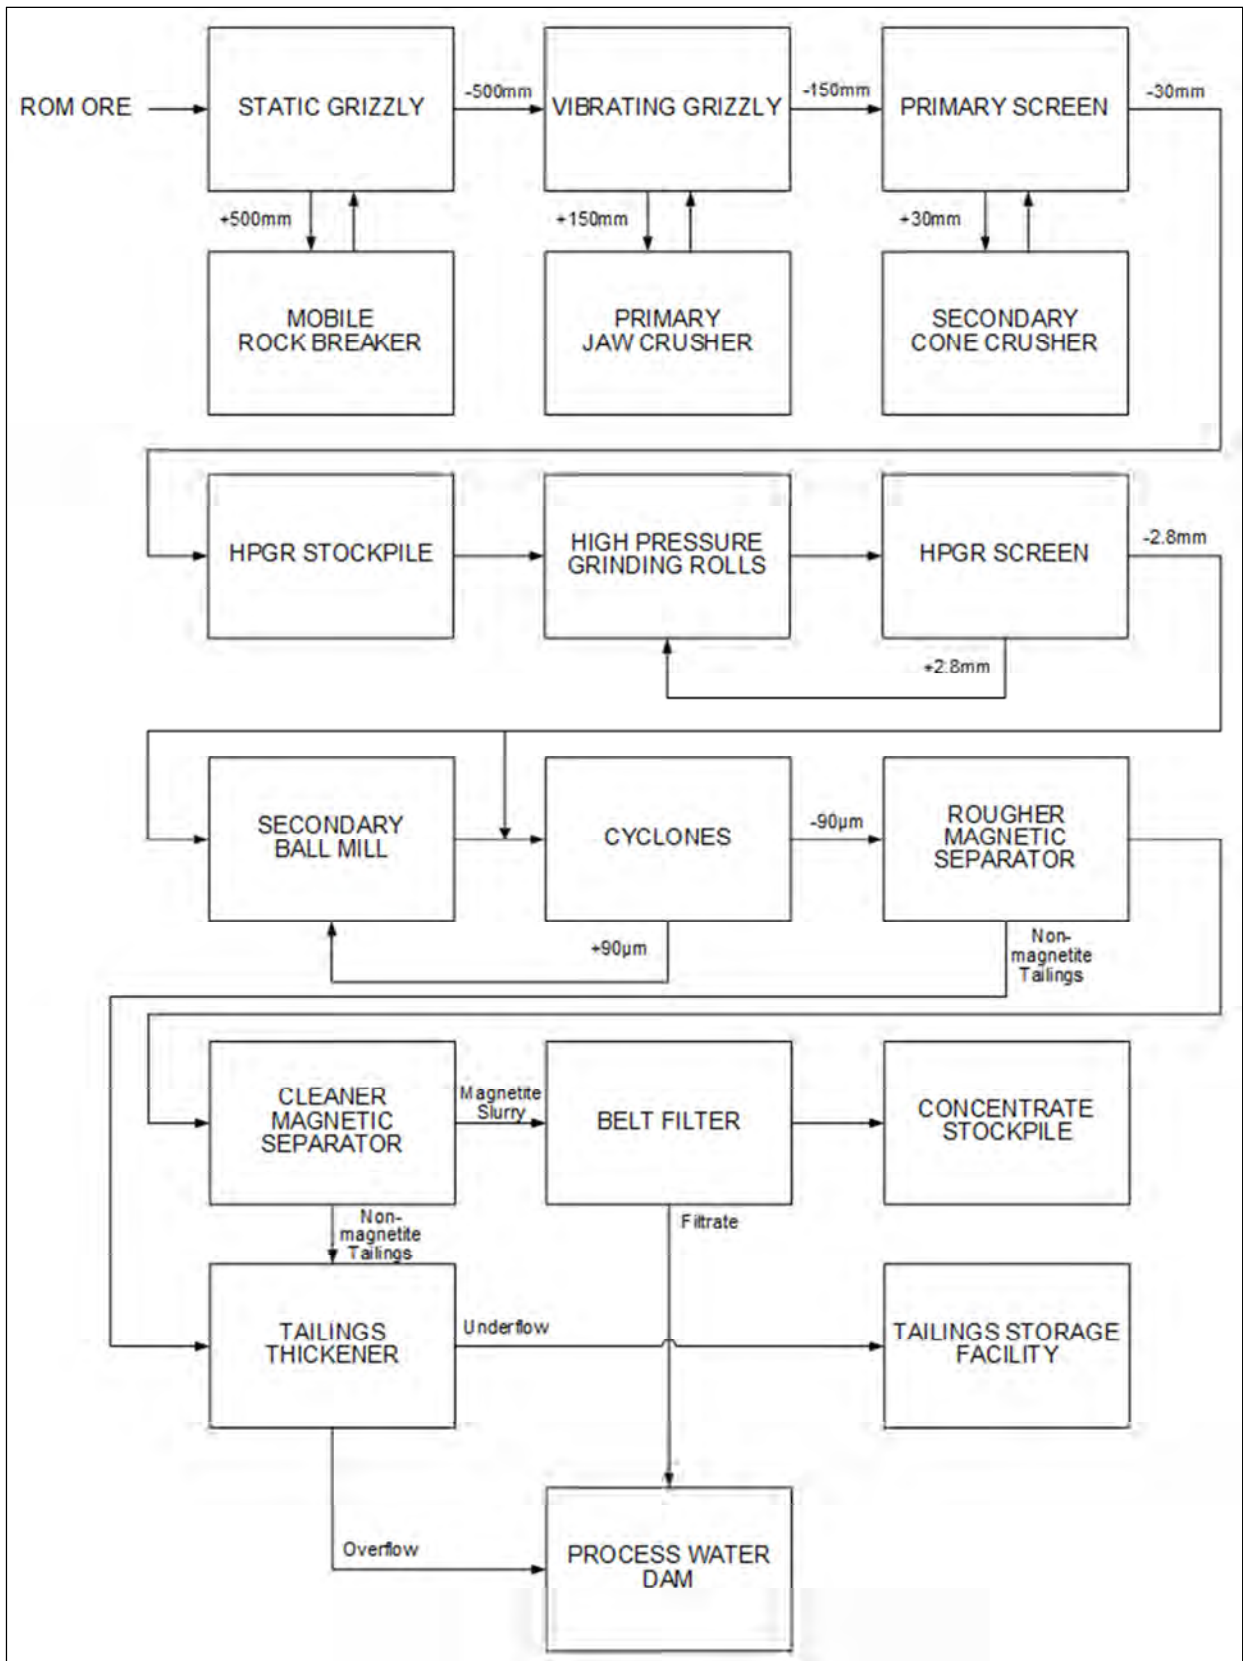 ROM ORE
STATIC GRIZZLY
-500mm
VIBRATING GRIZZLY
-150mm
PRIMARY SCREEN
-30mm
+500mm
+150mm
+30mm
MOBILE
ROCK BREAKER
PRIMARY
JAW CRUSHER
SECONDARY
CONE CRUSHER
HPGR STOCKPILE
HIGH PRESSURE
GRINDING ROLLS
HPGR SCREEN
-2.8mm
+2.8mm
SECONDARY
BALL MILL
CYCLONES
-90µm
ROUGHER
MAGNETIC
SEPARATOR
+90µm
Non-
magnetite
Tailings
CLEANER
MAGNETIC
SEPARATOR
Magnetite
Slurry
BELT FILTER
CONCENTRATE
STOCKPILE
Non-
magnetite
Tailings
Filtrate
TAILINGS
THICKENER
Underflow
TAILINGS STORAGE
FACILITY
Overflow
PROCESS WATER
DAM